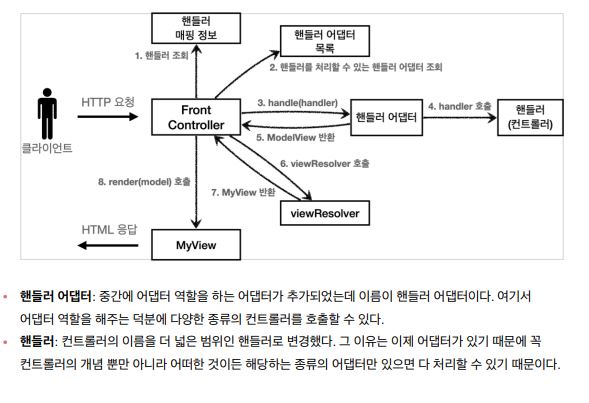 핸들러
매핑 정보
핸들러 어댑터
목록
1. 핸들러 조회
2. 핸들러를 처리할 수 있는 핸들러 어댑터 조회
HTTP 요청
Front
Controller
3. handle(handler)
핸들러 어댑터
4. handler 호출
핸들러
(컨트롤러)
5. ModelView 반환
클라이언트
6. viewResolver 호출
8. render(model) 호출
7. MyView 반환
viewResolver
HTML 응답
MyView
• 핸들러 어댑터: 중간에 어댑터 역할을 하는 어댑터가 추가되었는데 이름이 핸들러 어댑터이다. 여기서
어댑터 역할을 해주는 덕분에 다양한 종류의 컨트롤러를 호출할 수 있다.
• 핸들러: 컨트롤러의 이름을 더 넓은 범위인 핸들러로 변경했다. 그 이유는 이제 어댑터가 있기 때문에 꼭
컨트롤러의 개념 뿐만 아니라 어떠한 것이든 해당하는 종류의 어댑터만 있으면 다 처리할 수 있기 때문이다.